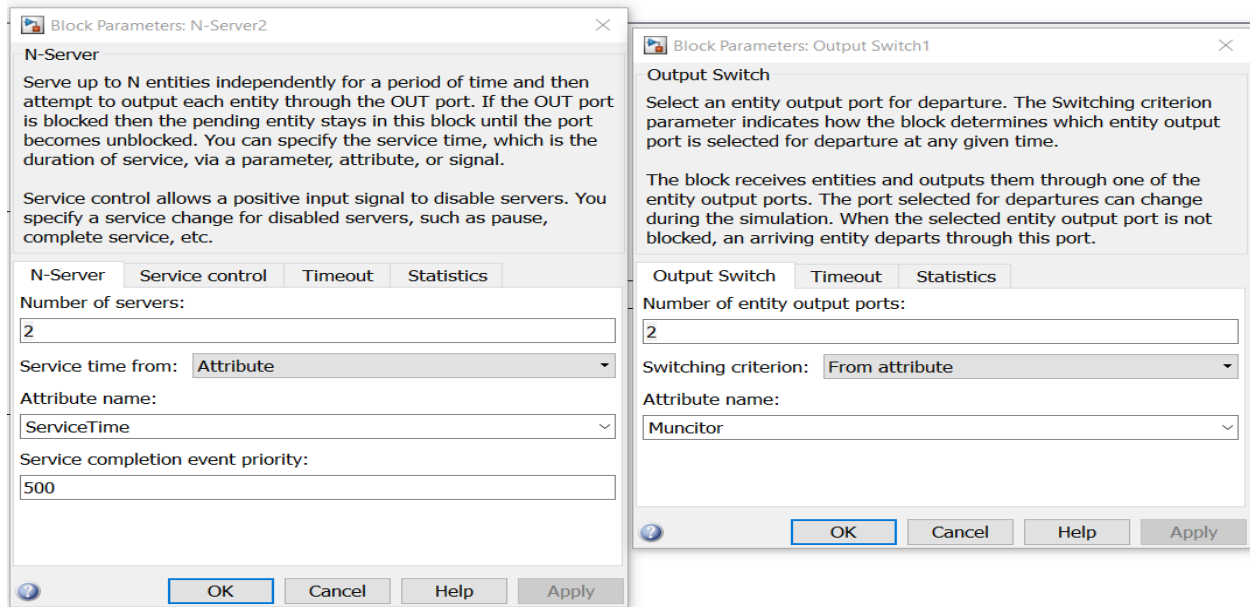 Block Parameters: N-Server2
N-Server
Serve up to N entities independently for a period of time and then
attempt to output each entity through the OUT port. If the OUT port
is blocked then the pending entity stays in this block until the port
becomes unblocked. You can specify the service time, which is the
duration of service, via a parameter, attribute, or signal.
Service control allows a positive input signal to disable servers. You
specify a service change for disabled servers, such as pause,
complete service, etc.
N-Server Service control Timeout Statistics
Number of servers:
2
Service time from: Attribute
Attribute name:
ServiceTime
Service completion event priority:
500
OK Cancel Help Apply
Block Parameters: Output Switch1
Output Switch
Select an entity output port for departure. The Switching criterion
parameter indicates how the block determines which entity output
port is selected for departure at any given time.
The block receives entities and outputs them through one of the
entity output ports. The port selected for departures can change
during the simulation. When the selected entity output port is not
blocked, an arriving entity departs through this port.
Output Switch Timeout Statistics
Number of entity output ports:
2
Switching criterion: From attribute
Attribute name:
Muncitor
OK Cancel Help Apply